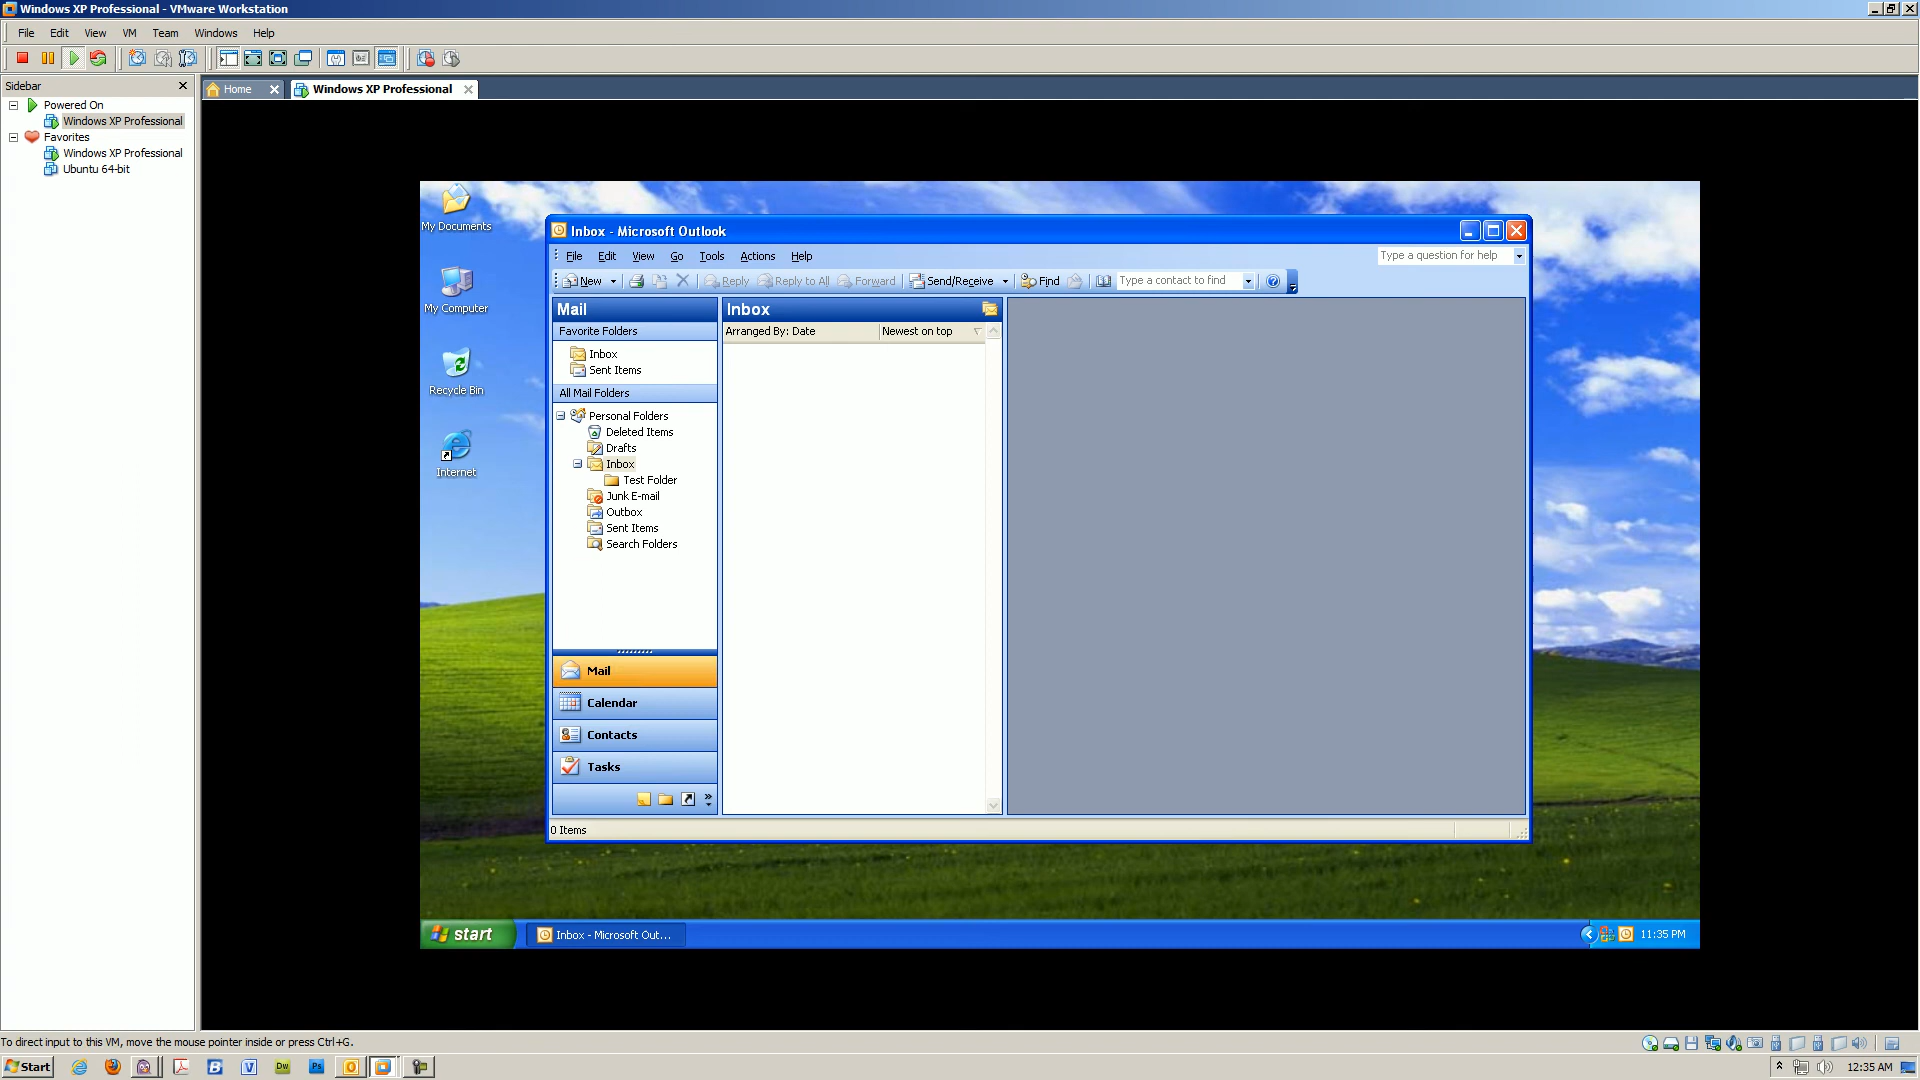 Windows XP Professional - VMware Workstation
File Edit View VM Team Windows Help
Sidebar
Powered On
Windows XP Professional
Favorites
Windows XP Professional
Ubuntu 64-bit
Home
Windows XP Professional
My Documents
My Computer
Recycle Bin
Internet
Inbox - Microsoft Outlook
File Edit View Go Tools Actions Help
Type a question for help
New Reply Reply to All Forward Send/Receive Find Type a contact to find
Mail
Favorite Folders
Inbox
Sent Items
All Mail Folders
Personal Folders
Deleted Items
Drafts
Inbox
Test Folder
Junk E-mail
Outbox
Sent Items
Search Folders
Mail
Calendar
Contacts
Tasks
Inbox
Arranged By: Date Newest on top
0 Items
start
Inbox - Microsoft Out...
11:35 PM
To direct input to this VM, move the mouse pointer inside or press Ctrl+G.
Start
B
V
Dw
Ps
12:35 AM